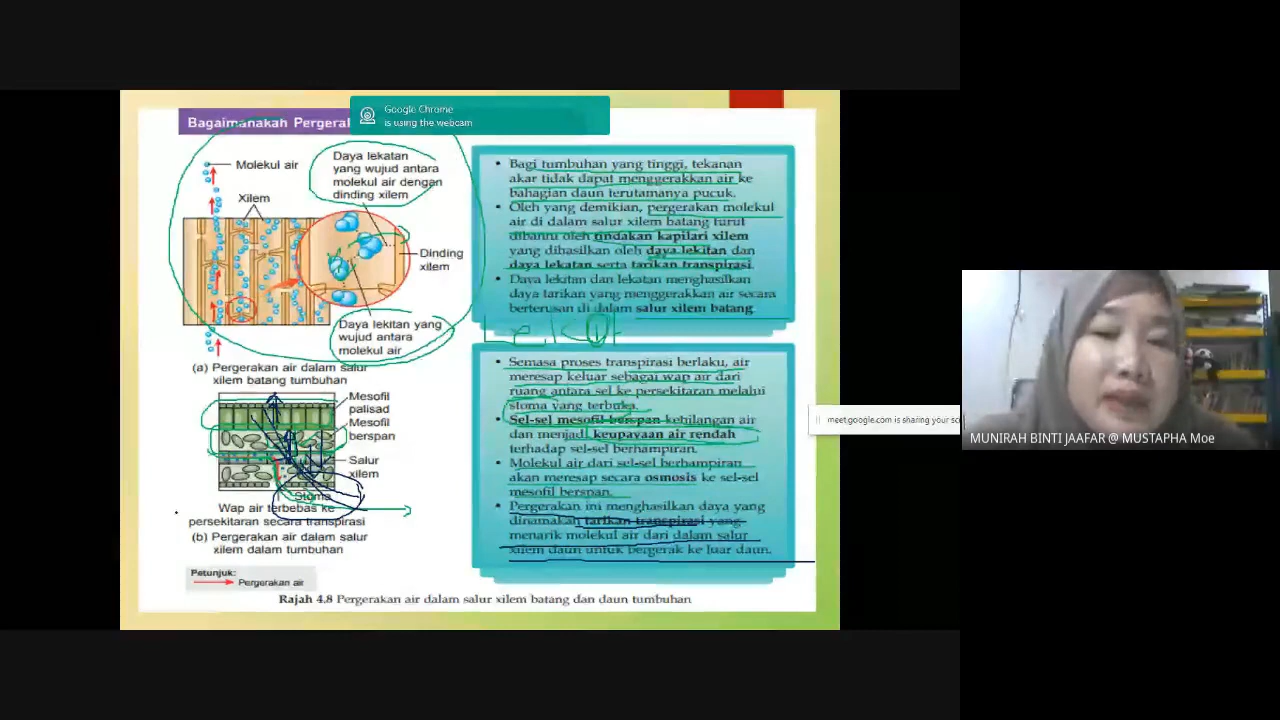 Google Chrome
is using the webcam
Bagaimanakah Pergeral
Molekul air
Xilem
Daya lekatan
yang wujud antara
molekul air dengan
dinding xilem
Dinding
xilem
Daya lekitan yang
wujud antara
molekul air
(a) Pergerakan air dalam salur
xilem batang tumbuhan
Mesofil
palisad
Mesofil
berspan
Salur
xilem
Stoma
Wap air terbebas ke
persekitaran secara transpirasi
(b) Pergerakan air dalam salur
xilem dalam tumbuhan
Petunjuk:
Pergerakan air
• Bagi tumbuhan yang tinggi, tekanan
akar tidak dapat menggerakkan air ke
bahagian daun terutamanya pucuk.
• Oleh yang demikian, pergerakan molekul
air di dalam salur xilem batang turut
dibantu oleh tindakan kapilari xilem
yang dihasilkan oleh daya lekitan dan
daya lekatan serta tarikan transpirasi.
• Daya lekitan dan lekatan menghasilkan
daya tarikan yang menggerakkan air secara
berterusan di dalam salur xilem batang.
• Semasa proses transpirasi berlaku, air
meresap keluar sebagai wap air dari
ruang antara sel ke persekitaran melalui
stoma yang terbuka.
• Sel-sel mesofil berspan kehilangan air
dan menjadi keupayaan air rendah
terhadap sel-sel berhampiran.
• Molekul air dari sel-sel berhampiran
akan meresap secara osmosis ke sel-sel
mesofil berspan.
• Pergerakan ini menghasilkan daya yang
dinamakan tarikan transpirasi yang
menarik molekul air dari dalam salur
xilem daun untuk bergerak ke luar daun.
Rajah 4.8 Pergerakan air dalam salur xilem batang dan daun tumbuhan
meet.google.com is sharing your
MUNIRAH BINTI JAAFAR @ MUSTAPHA Moe